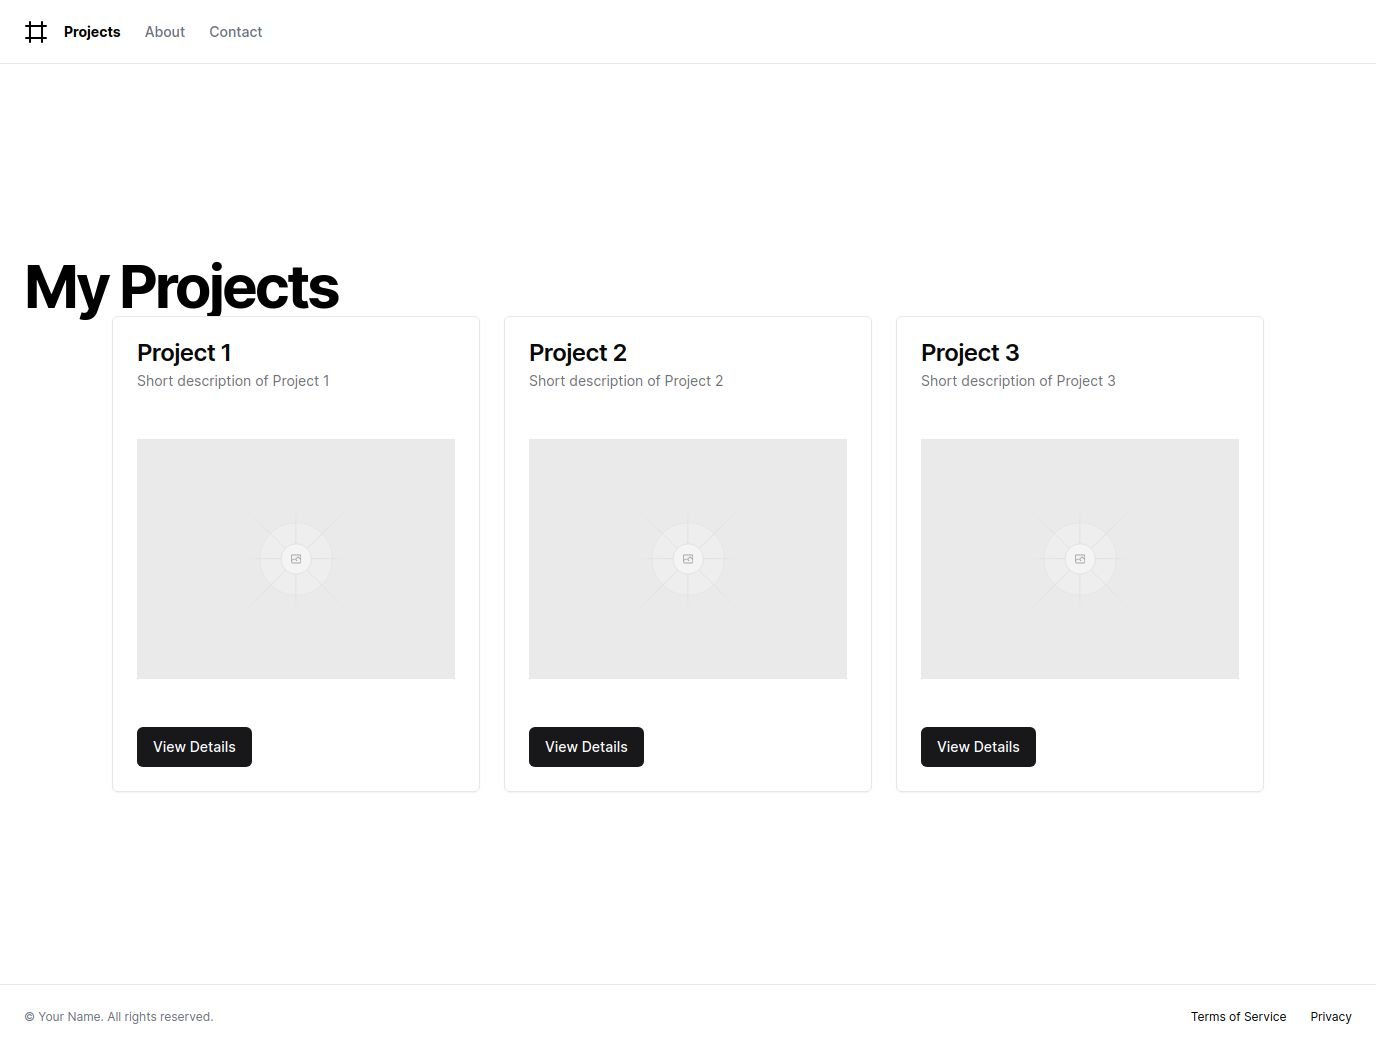 Projects About Contact
My Projects
Project 1
Short description of Project 1
View Details
Project 2
Short description of Project 2
View Details
Project 3
Short description of Project 3
View Details
© Your Name. All rights reserved.
Terms of Service Privacy